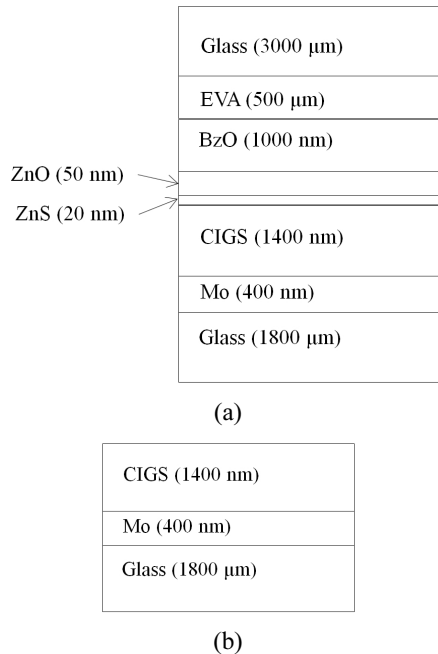 Glass (3000 μm)
EVA (500 μm)
BzO (1000 nm)
ZnO (50 nm)
ZnS (20 nm)
CIGS (1400 nm)
Mo (400 nm)
Glass (1800 μm)
(a)
CIGS (1400 nm)
Mo (400 nm)
Glass (1800 μm)
(b)